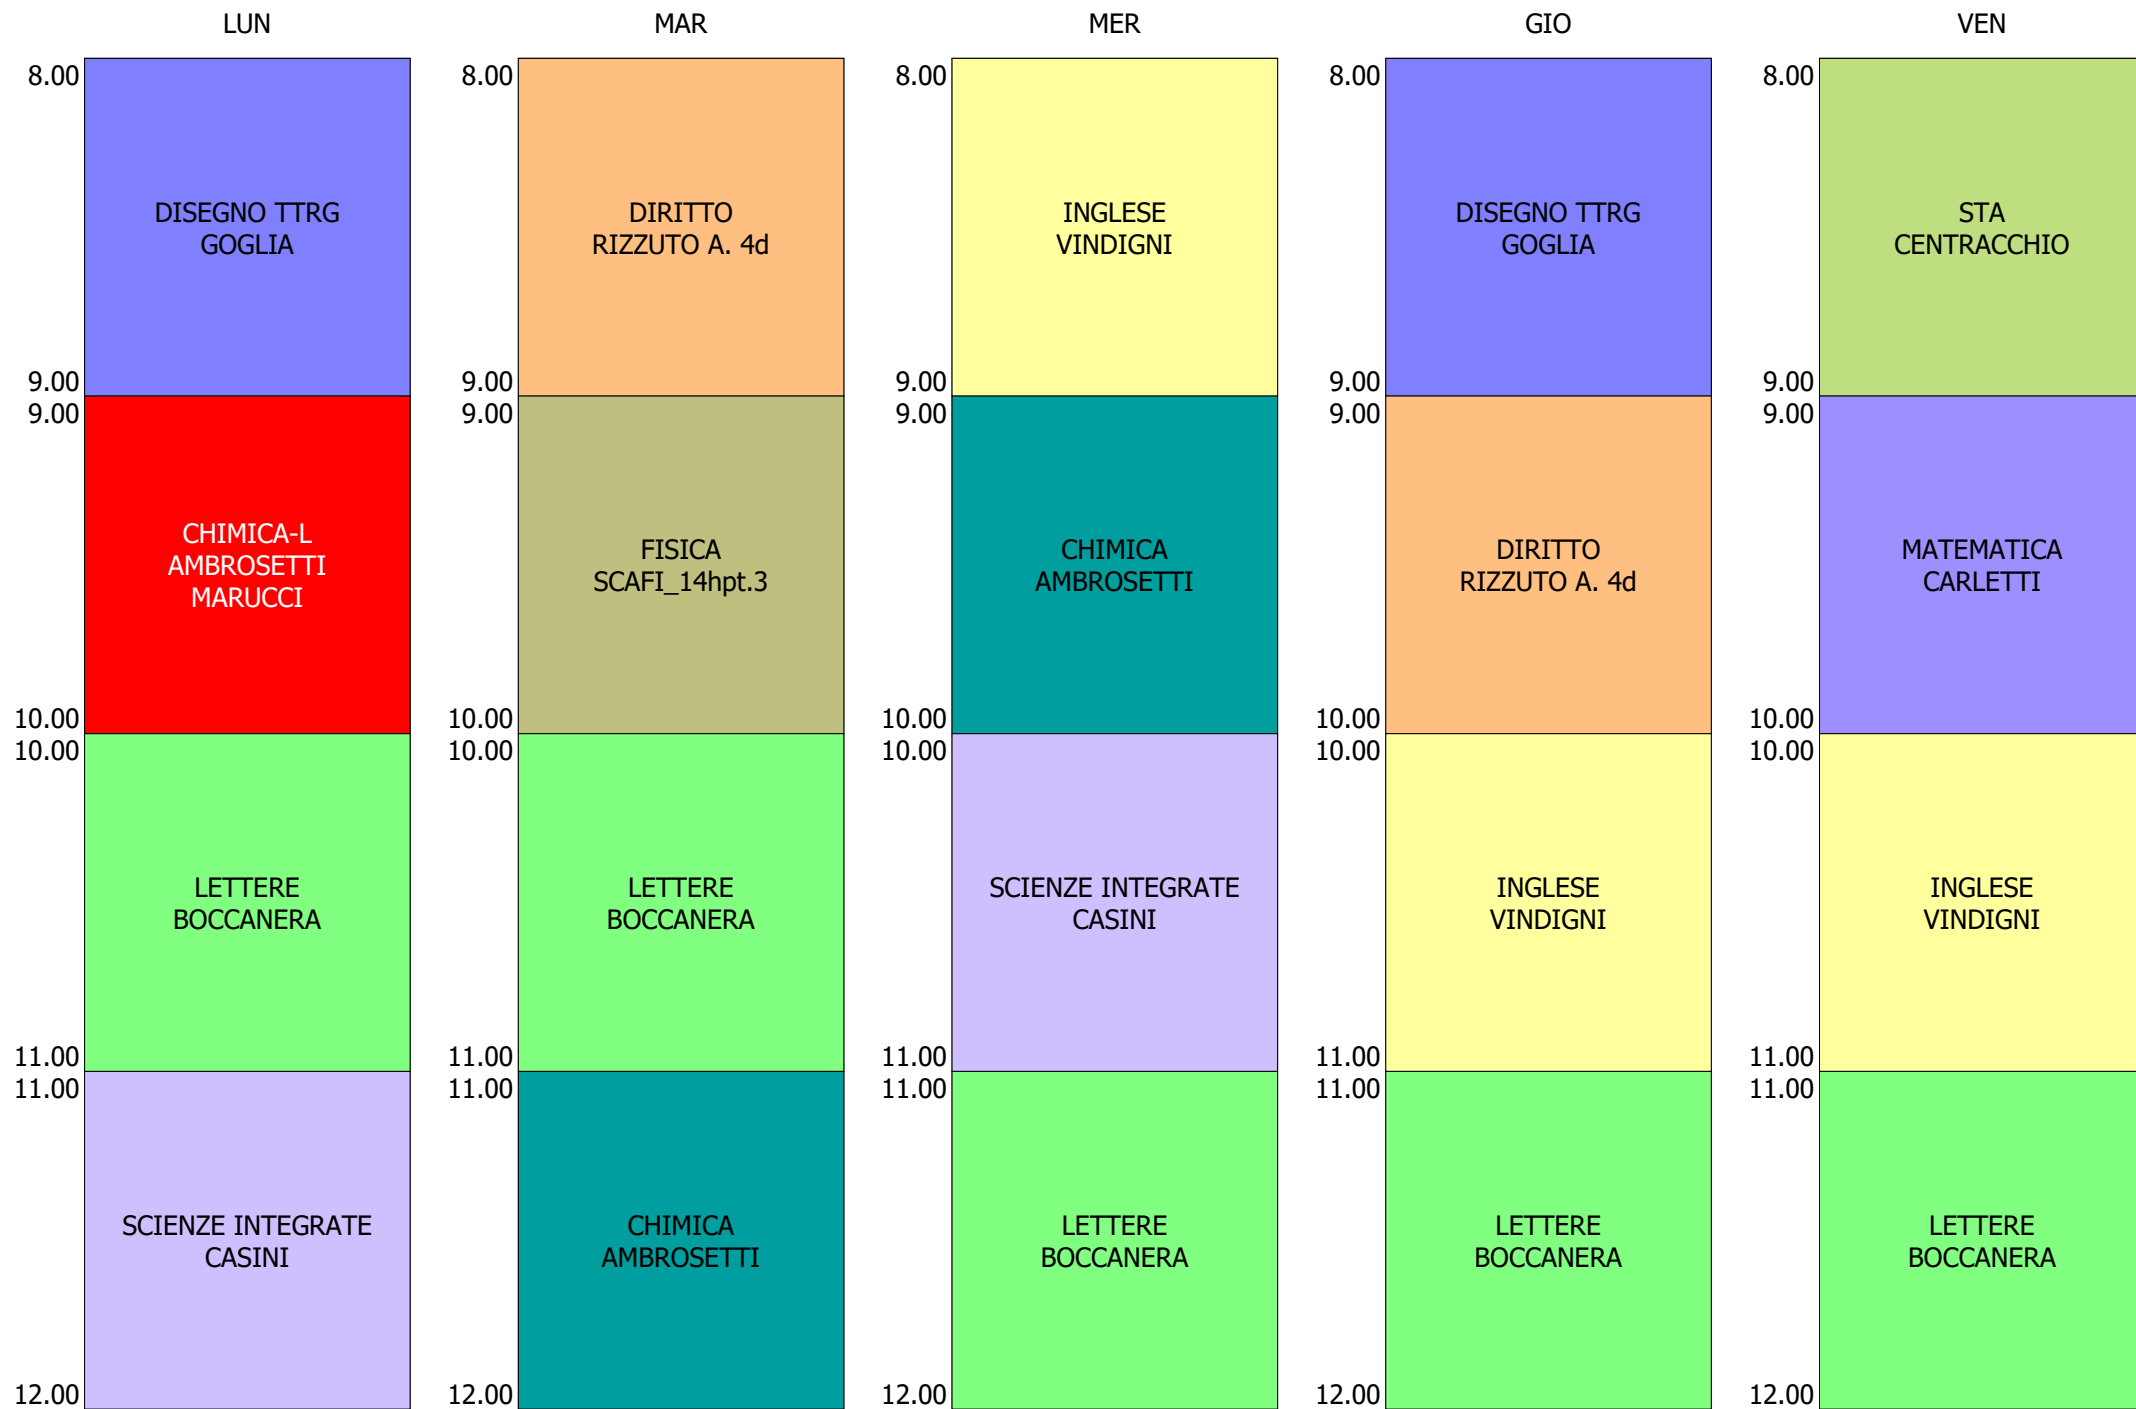 LUN
MAR
MER
GIO
VEN
8.00
DISEGNO TTRG
GOGLIA
9.00
8.00
DIRITTO
RIZZUTO A. 4d
9.00
8.00
INGLESE
VINDIGNI
9.00
8.00
DISEGNO TTRG
GOGLIA
9.00
8.00
STA
CENTRACCHIO
9.00
9.00
CHIMICA-L
AMBROSETTI
MARUCCI
10.00
9.00
FISICA
SCAFI_14hpt.3
10.00
9.00
CHIMICA
AMBROSETTI
10.00
9.00
DIRITTO
RIZZUTO A. 4d
10.00
9.00
MATEMATICA
CARLETTI
10.00
10.00
LETTERE
BOCCANERA
11.00
10.00
LETTERE
BOCCANERA
11.00
10.00
SCIENZE INTEGRATE
CASINI
11.00
10.00
INGLESE
VINDIGNI
11.00
10.00
INGLESE
VINDIGNI
11.00
11.00
SCIENZE INTEGRATE
CASINI
12.00
11.00
CHIMICA
AMBROSETTI
12.00
11.00
LETTERE
BOCCANERA
12.00
11.00
LETTERE
BOCCANERA
12.00
11.00
LETTERE
BOCCANERA
12.00